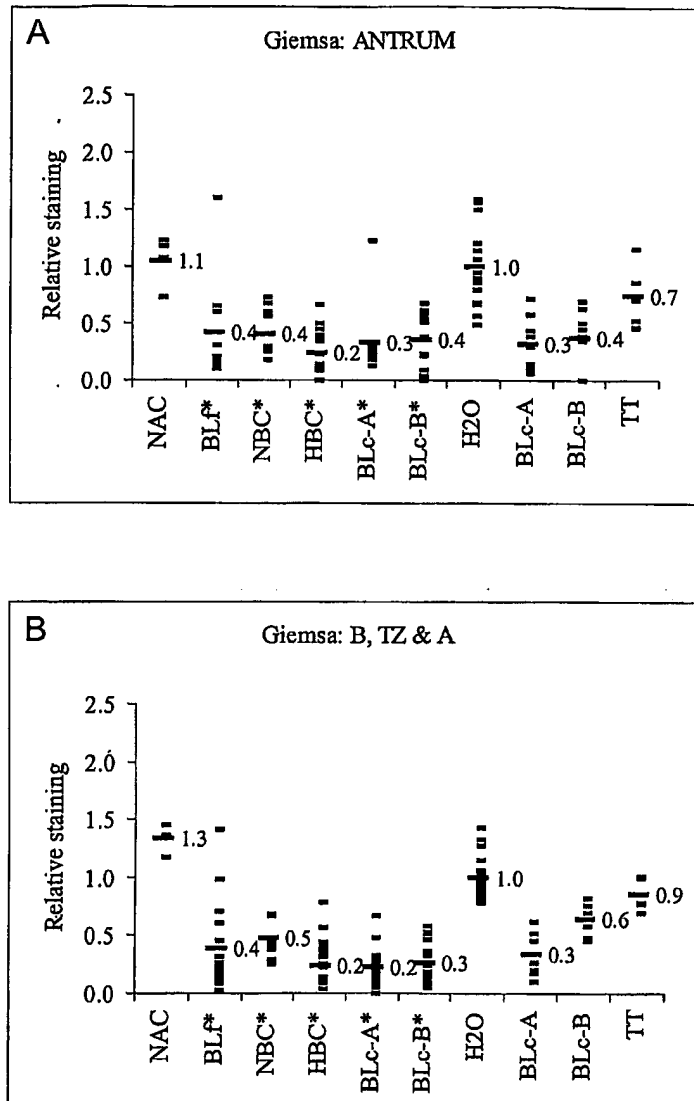 A
Giemsa: ANTRUM
Relative staining
2.5
2.0
1.5
1.0
0.5
0.0
1.1
0.4
0.4
0.2
0.3
0.4
1.0
0.3
0.4
0.7
NAC
BLf*
NBC*
HBC*
BLc-A*
BLc-B*
H2O
BLc-A
BLc-B
TT
B
Giemsa: B, TZ & A
Relative staining
2.5
2.0
1.5
1.0
0.5
0.0
1.3
0.4
0.5
0.2
0.2
0.3
1.0
0.3
0.6
0.9
NAC
BLf*
NBC*
HBC*
BLc-A*
BLc-B*
H2O
BLc-A
BLc-B
TT